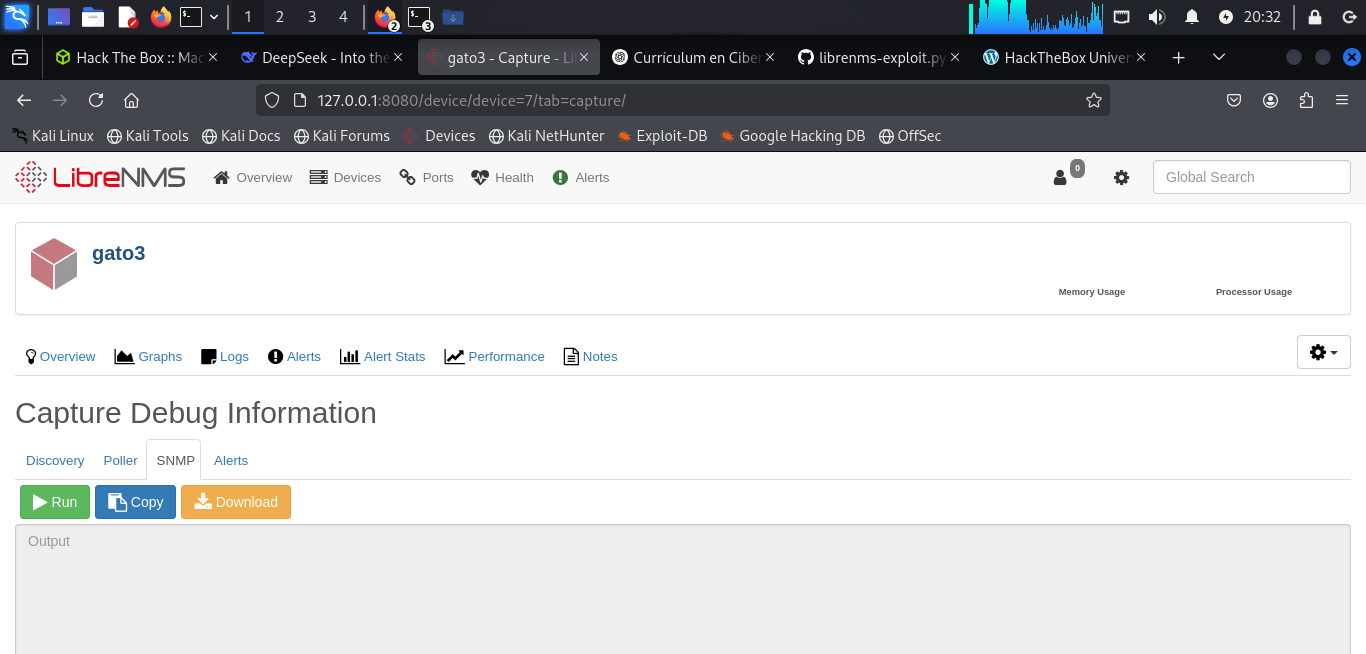 1 2 3 4 2 3 20:32
Hack The Box :: Mac DeepSeek - Into the gato3 - Capture - Li Currículum en Ciber librenms-exploit.py HackTheBox Univers
127.0.0.1:8080/device/device=7/tab=capture/
Kali Linux Kali Tools Kali Docs Kali Forums Devices Kali NetHunter Exploit-DB Google Hacking DB OffSec
LibreNMS Overview Devices Ports Health Alerts 0 Global Search
gato3
Memory Usage Processor Usage
Overview Graphs Logs Alerts Alert Stats Performance Notes
Capture Debug Information
Discovery Poller SNMP Alerts
Run Copy Download
Output